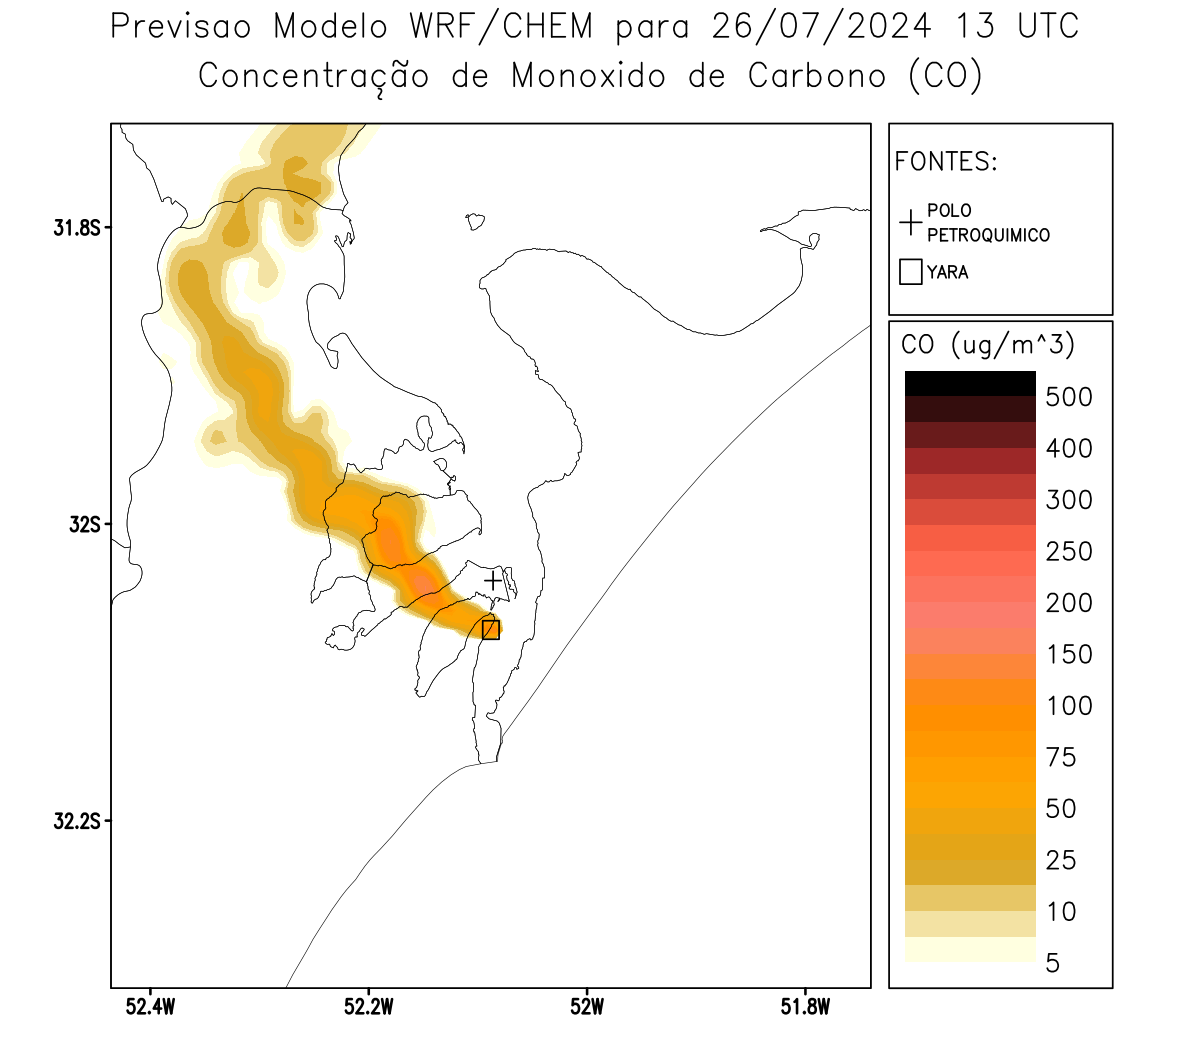 Previsao Modelo WRF/CHEM para 26/07/2024 13 UTC
Concentração de Monoxido de Carbono (CO)
FONTES:
POLO
PETROQUIMICO
YARA
CO (ug/m^3)
500
400
300
250
200
150
100
75
50
25
10
5
31.8S
32S
32.2S
52.4W
52.2W
52W
51.8W